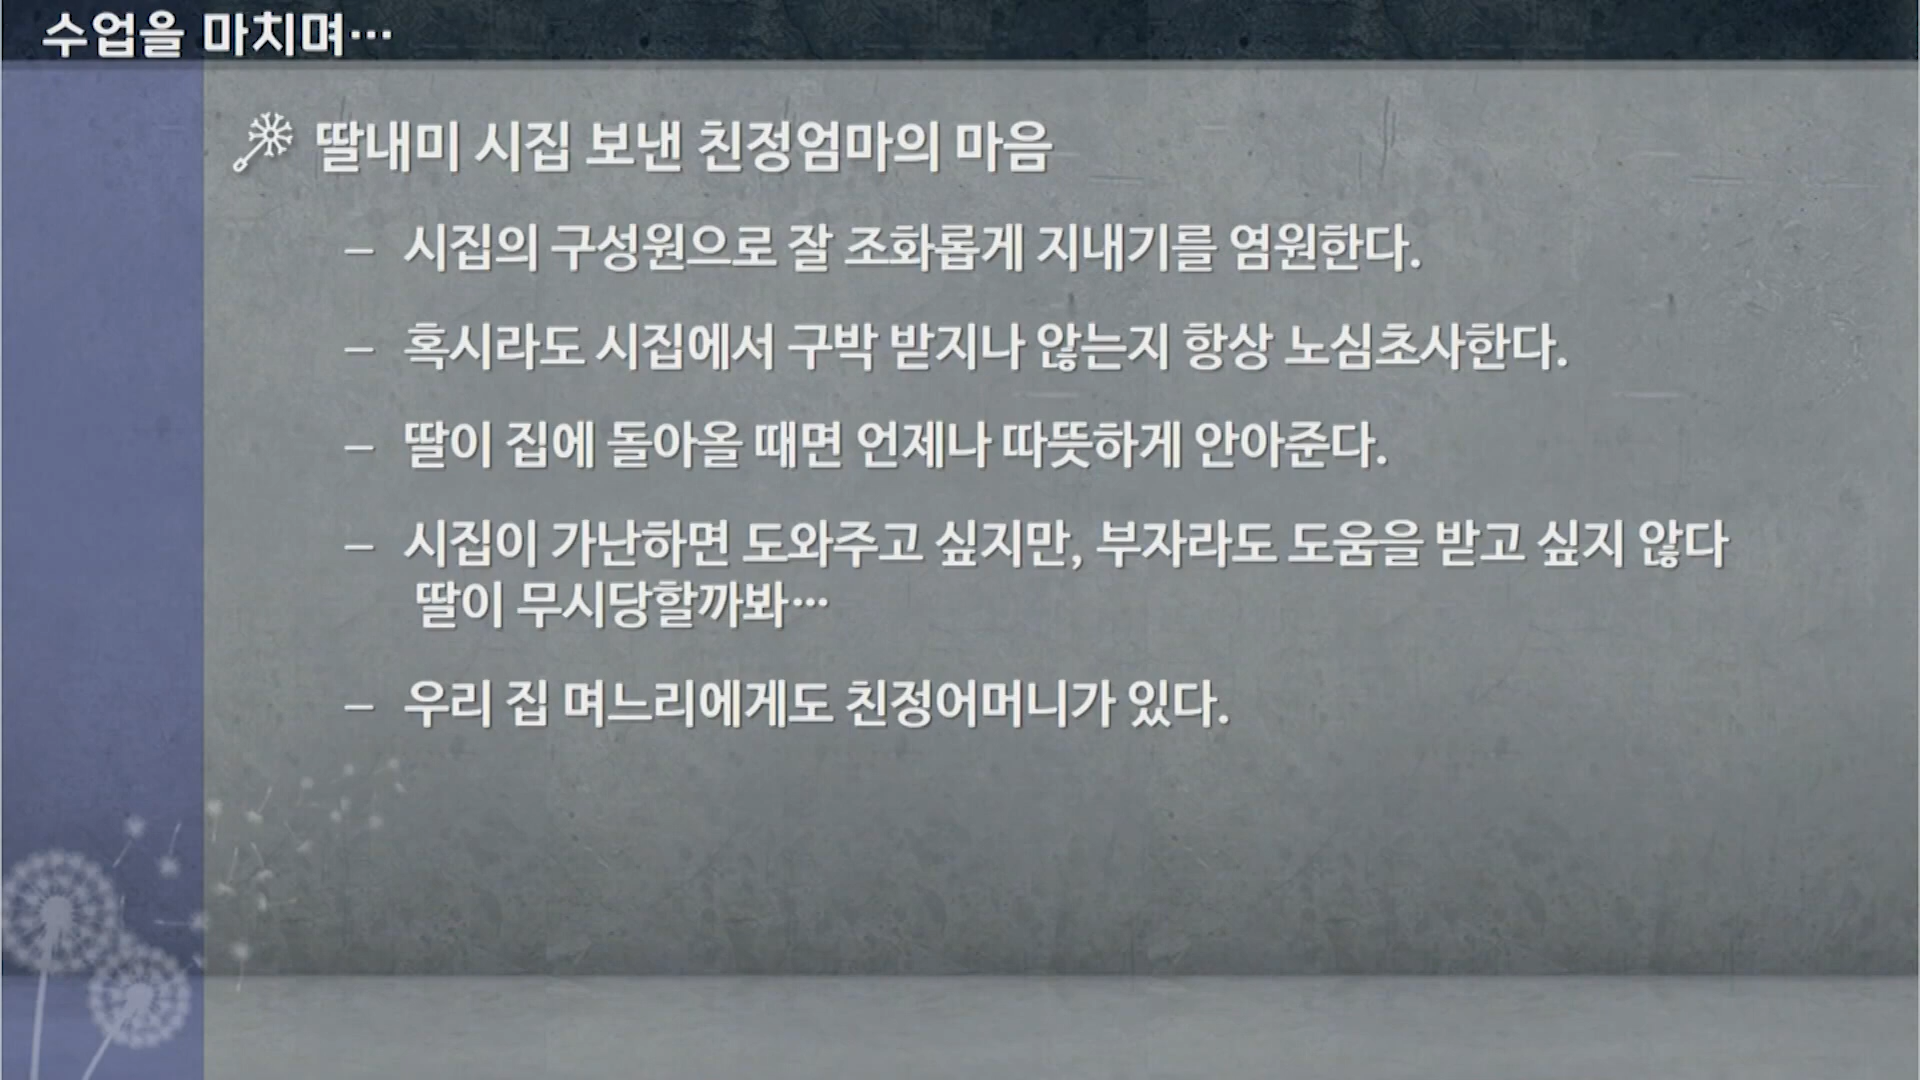 수업을 마치며…
딸내미 시집 보낸 친정엄마의 마음
– 시집의 구성원으로 잘 조화롭게 지내기를 염원한다.
– 혹시라도 시집에서 구박 받지나 않는지 항상 노심초사한다.
– 딸이 집에 돌아올 때면 언제나 따뜻하게 안아준다.
– 시집이 가난하면 도와주고 싶지만, 부자라도 도움을 받고 싶지 않다
딸이 무시당할까봐…
– 우리 집 며느리에게도 친정어머니가 있다.